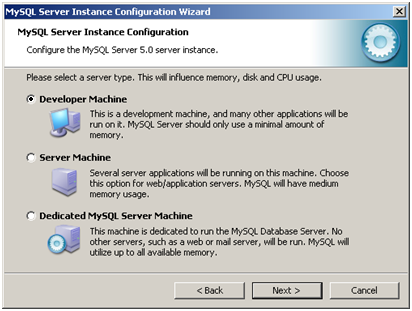 MySQL Server Instance Configuration Wizard
MySQL Server Instance Configuration
Configure the MySQL Server 5.0 server instance.
Please select a server type. This will influence memory, disk and CPU usage.
Developer Machine
This is a development machine, and many other applications will be
run on it. MySQL Server should only use a minimal amount of
memory.
Server Machine
Several server applications will be running on this machine. Choose
this option for web/application servers. MySQL will have medium
memory usage.
Dedicated MySQL Server Machine
This machine is dedicated to run the MySQL Database Server. No
other servers, such as a web or mail server, will be run. MySQL will
utilize up to all available memory.
< Back Next > Cancel